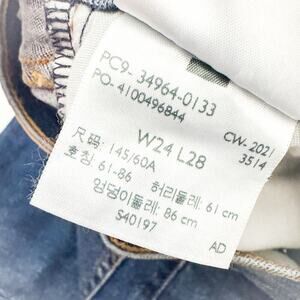 PC9- 34964-0133
PO- 4100496844
W24 L28
CW- 2021
3514
尺码: 145/60A
호칭: 61-86
허리둘레: 61 cm
엉덩이둘레: 86 cm
S40197
AD